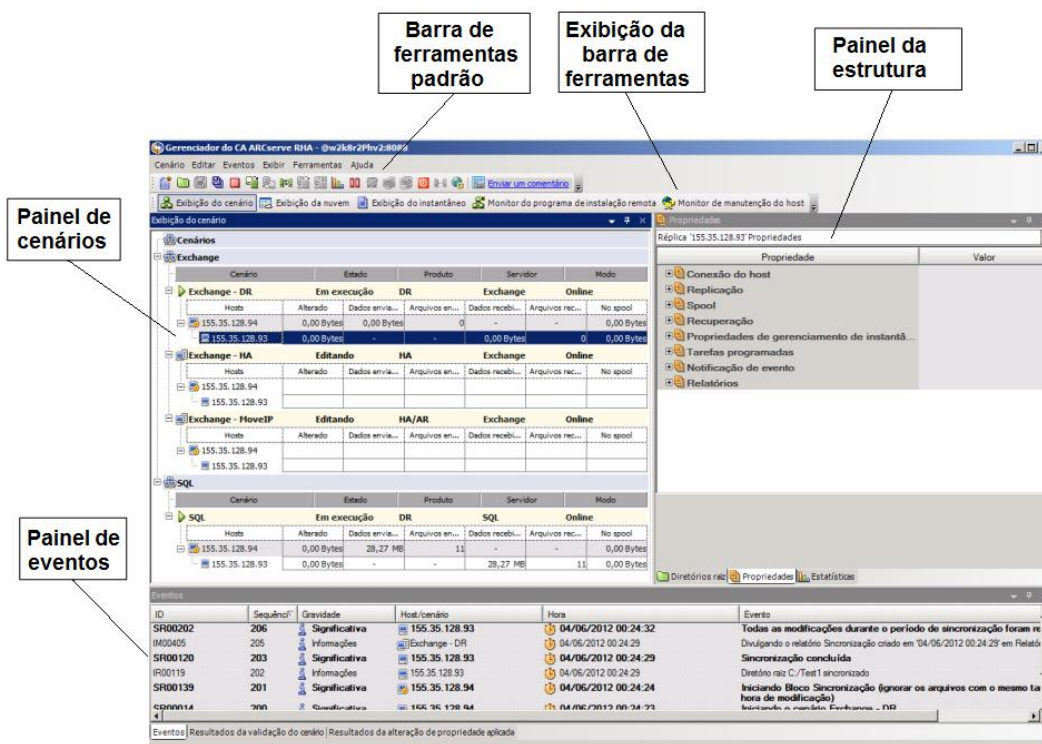 Barra de
ferramentas
padrão
Exibição da
barra de
ferramentas
Painel da
estrutura
Painel de
cenários
Painel de
eventos
Gerenciador do CA ARCserve RHA - @w2k8r2Phv2:8088
Cenário Editar Eventos Exibir Ferramentas Ajuda
Enviar um comentário
Exibição do cenário Exibição da nuvem Exibição do instantâneo Monitor do programa de instalação remota Monitor de manutenção do host
Exibição do cenário
Cenários
Exchange
Cenário Estado Produto Servidor Modo
Exchange - DR Em execução DR Exchange Online
Hosts Alterado Dados envia... Arquivos en... Dados recebi... Arquivos rec... No spool
155.35.128.94 0,00 Bytes 0,00 Bytes 0 - - 0,00 Bytes
155.35.128.93 0,00 Bytes - - 0,00 Bytes 0 0,00 Bytes
Exchange - HA Editando HA Exchange Online
Hosts Alterado Dados envia... Arquivos en... Dados recebi... Arquivos rec... No spool
155.35.128.94
155.35.128.93
Exchange - MoveIP Editando HA/AR Exchange Online
Hosts Alterado Dados envia... Arquivos en... Dados recebi... Arquivos rec... No spool
155.35.128.94
155.35.128.93
SQL
Cenário Estado Produto Servidor Modo
SQL Em execução DR SQL Online
Hosts Alterado Dados envia... Arquivos en... Dados recebi... Arquivos rec... No spool
155.35.128.94 0,00 Bytes 28,27 MB 11 - - 0,00 Bytes
155.35.128.93 0,00 Bytes - - 28,27 MB 11 0,00 Bytes
Propriedades
Réplica '155.35.128.93' Propriedades
Propriedade Valor
Conexão do host
Replicação
Spool
Recuperação
Propriedades de gerenciamento de instantâ...
Tarefas programadas
Notificação de evento
Relatórios
Diretórios raiz Propriedades Estatísticas
Eventos
ID Sequênci Gravidade Host/cenário Hora Evento
SR00202 206 Significativa 155.35.128.93 04/06/2012 00:24:32 Todas as modificações durante o período de sincronização foram re
IM00405 205 Informações Exchange - DR 04/06/2012 00:24:29 Divulgando o relatório Sincronização criado em '04/06/2012 00:24:29' em Relató
SR00120 203 Significativa 155.35.128.93 04/06/2012 00:24:29 Sincronização concluída
IR00119 202 Informações 155.35.128.93 04/06/2012 00:24:29 Diretório raiz C:/Test1 sincronizado
SR00139 201 Significativa 155.35.128.94 04/06/2012 00:24:24 Iniciando Bloco Sincronização (ignorar os arquivos com o mesmo ta
hora de modificação)
SR00014 200 Significativa 155.35.128.94 04/06/2012 00:24:23 Iniciando o cenário Exchange - DR
Eventos Resultados da validação do cenário Resultados da alteração de propriedade aplicada